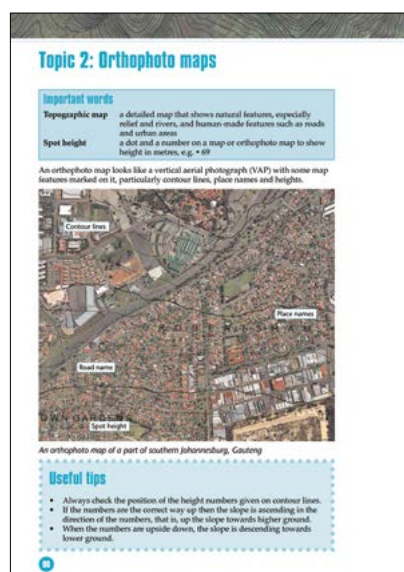 Topic 2: Orthophoto maps
Important words
Topographic map a detailed map that shows natural features, especially
relief and rivers, and human-made features such as roads
and urban areas
Spot height a dot and a number on a map or orthophoto map to show
height in metres, e.g. • 69
An orthophoto map looks like a vertical aerial photograph (VAP) with some map
features marked on it, particularly contour lines, place names and heights.
Contour lines
Place names
Road name
Spot height
An orthophoto map of a part of southern Johannesburg, Gauteng
Useful tips
• Always check the position of the height numbers given on contour lines.
• If the numbers are the correct way up then the slope is ascending in the
direction of the numbers, that is, up the slope towards higher ground.
• When the numbers are upside down, the slope is descending towards
lower ground.